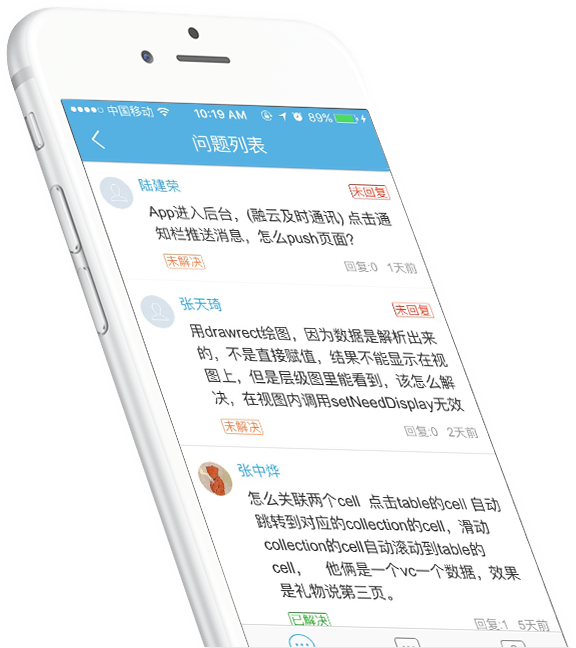 中国移动 10:19 AM 89%
问题列表
陆建荣 未回复
App进入后台，(融云及时通讯) 点击通
知栏推送消息，怎么push页面?
未解决 回复:0 1天前
张天琦 未回复
用drawrect绘图，因为数据是解析出来
的，不是直接赋值，结果不能显示在视
图上，但是层级图里能看到，该怎么解
决，在视图内调用setNeedDisplay无效
未解决 回复:0 2天前
张中烨
怎么关联两个cell 点击table的cell 自动
跳转到对应的collection的cell，滑动
collection的cell自动滚动到table的
cell， 他俩是一个vc一个数据，效果
是礼物说第三页。
已解决 回复:1 5天前